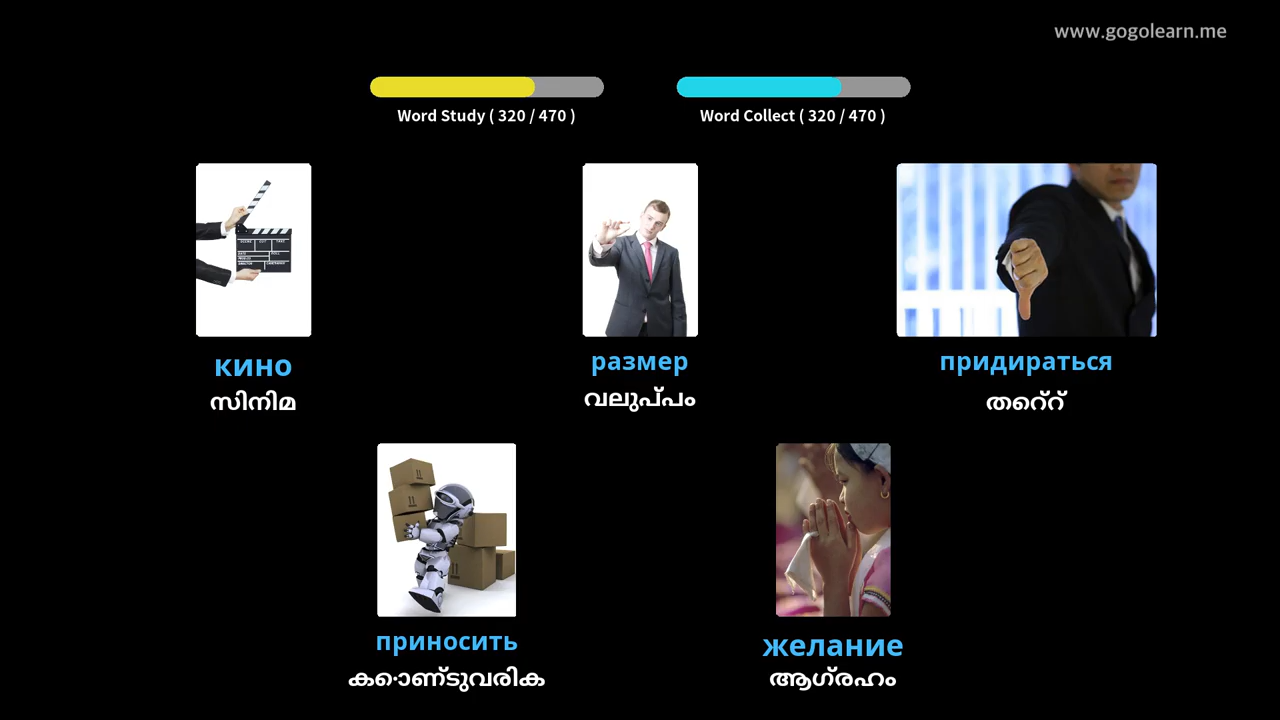 www.gogolearn.me
Word Study ( 320 / 470 )
Word Collect ( 320 / 470 )
кино
സിനിമ
размер
വലുപ്പം
придираться
തെറ്റ്
приносить
കൊണ്ടുവരിക
желание
ആഗ്രഹം